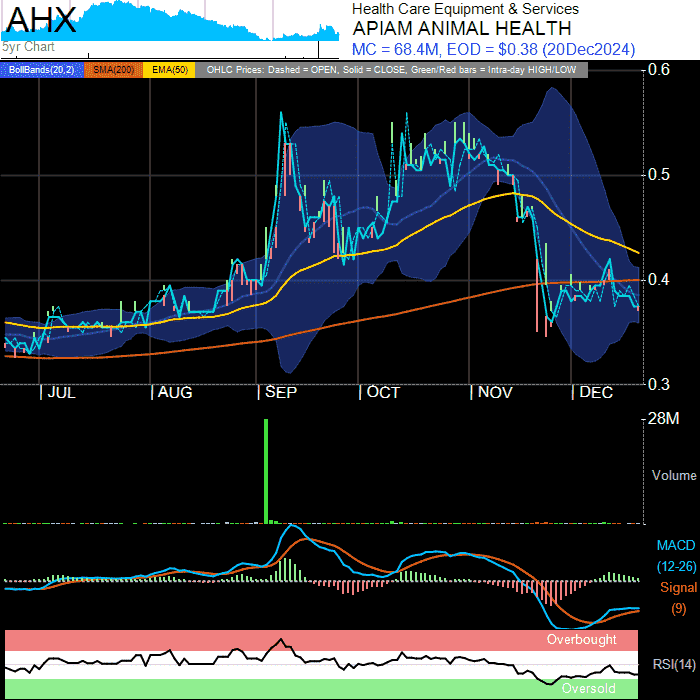 AHX
5yr Chart
Health Care Equipment & Services
APIAM ANIMAL HEALTH
MC = 68.4M, EOD = $0.38 (20Dec2024)
BollBands(20,2) SMA(200) EMA(50) OHLC Prices: Dashed = OPEN, Solid = CLOSE, Green/Red bars = Intra-day HIGH/LOW
0.6
0.5
0.4
0.3
JUL AUG SEP OCT NOV DEC
28M
Volume
MACD
(12-26)
Signal
(9)
Overbought
RSI(14)
Oversold